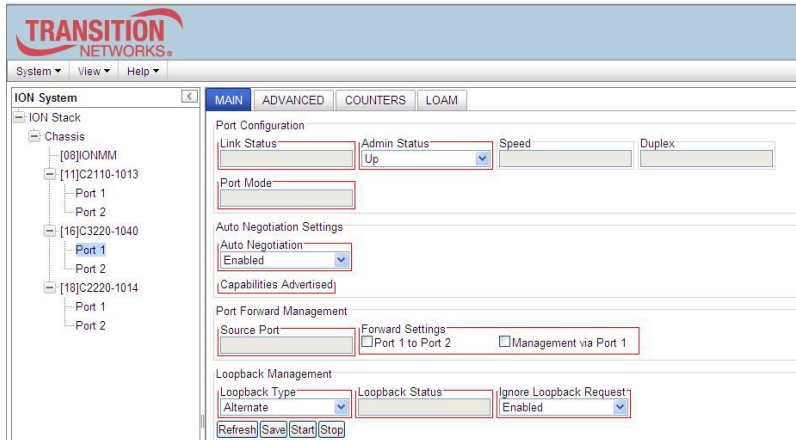 TRANSITION
NETWORKS®
System View Help
ION System
ION Stack
Chassis
[08]IONMM
[11]C2110-1013
Port 1
Port 2
[16]C3220-1040
Port 1
Port 2
[18]C2220-1014
Port 1
Port 2
MAIN ADVANCED COUNTERS LOAM
Port Configuration
Link Status Admin Status Speed Duplex
Up
Port Mode
Auto Negotiation Settings
Auto Negotiation
Enabled
Capabilities Advertised
Port Forward Management
Source Port Forward Settings
Port 1 to Port 2 Management via Port 1
Loopback Management
Loopback Type Loopback Status Ignore Loopback Request
Alternate Enabled
Refresh Save Start Stop